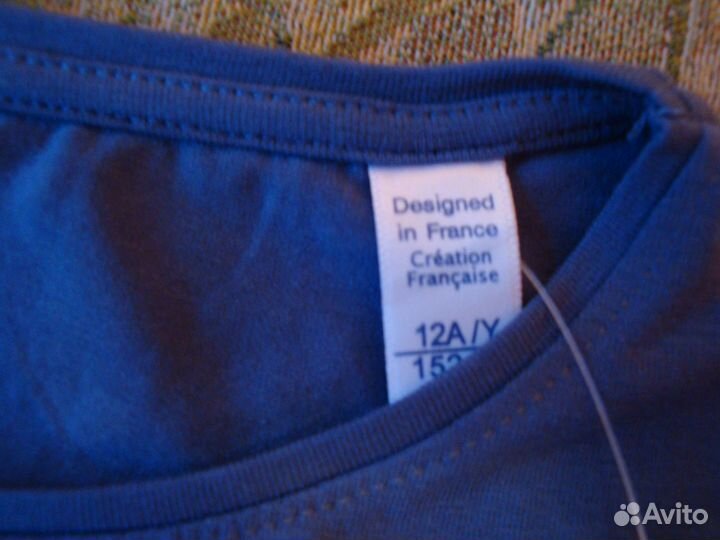 Designed
in France
Création
Française
12A/Y
Avito